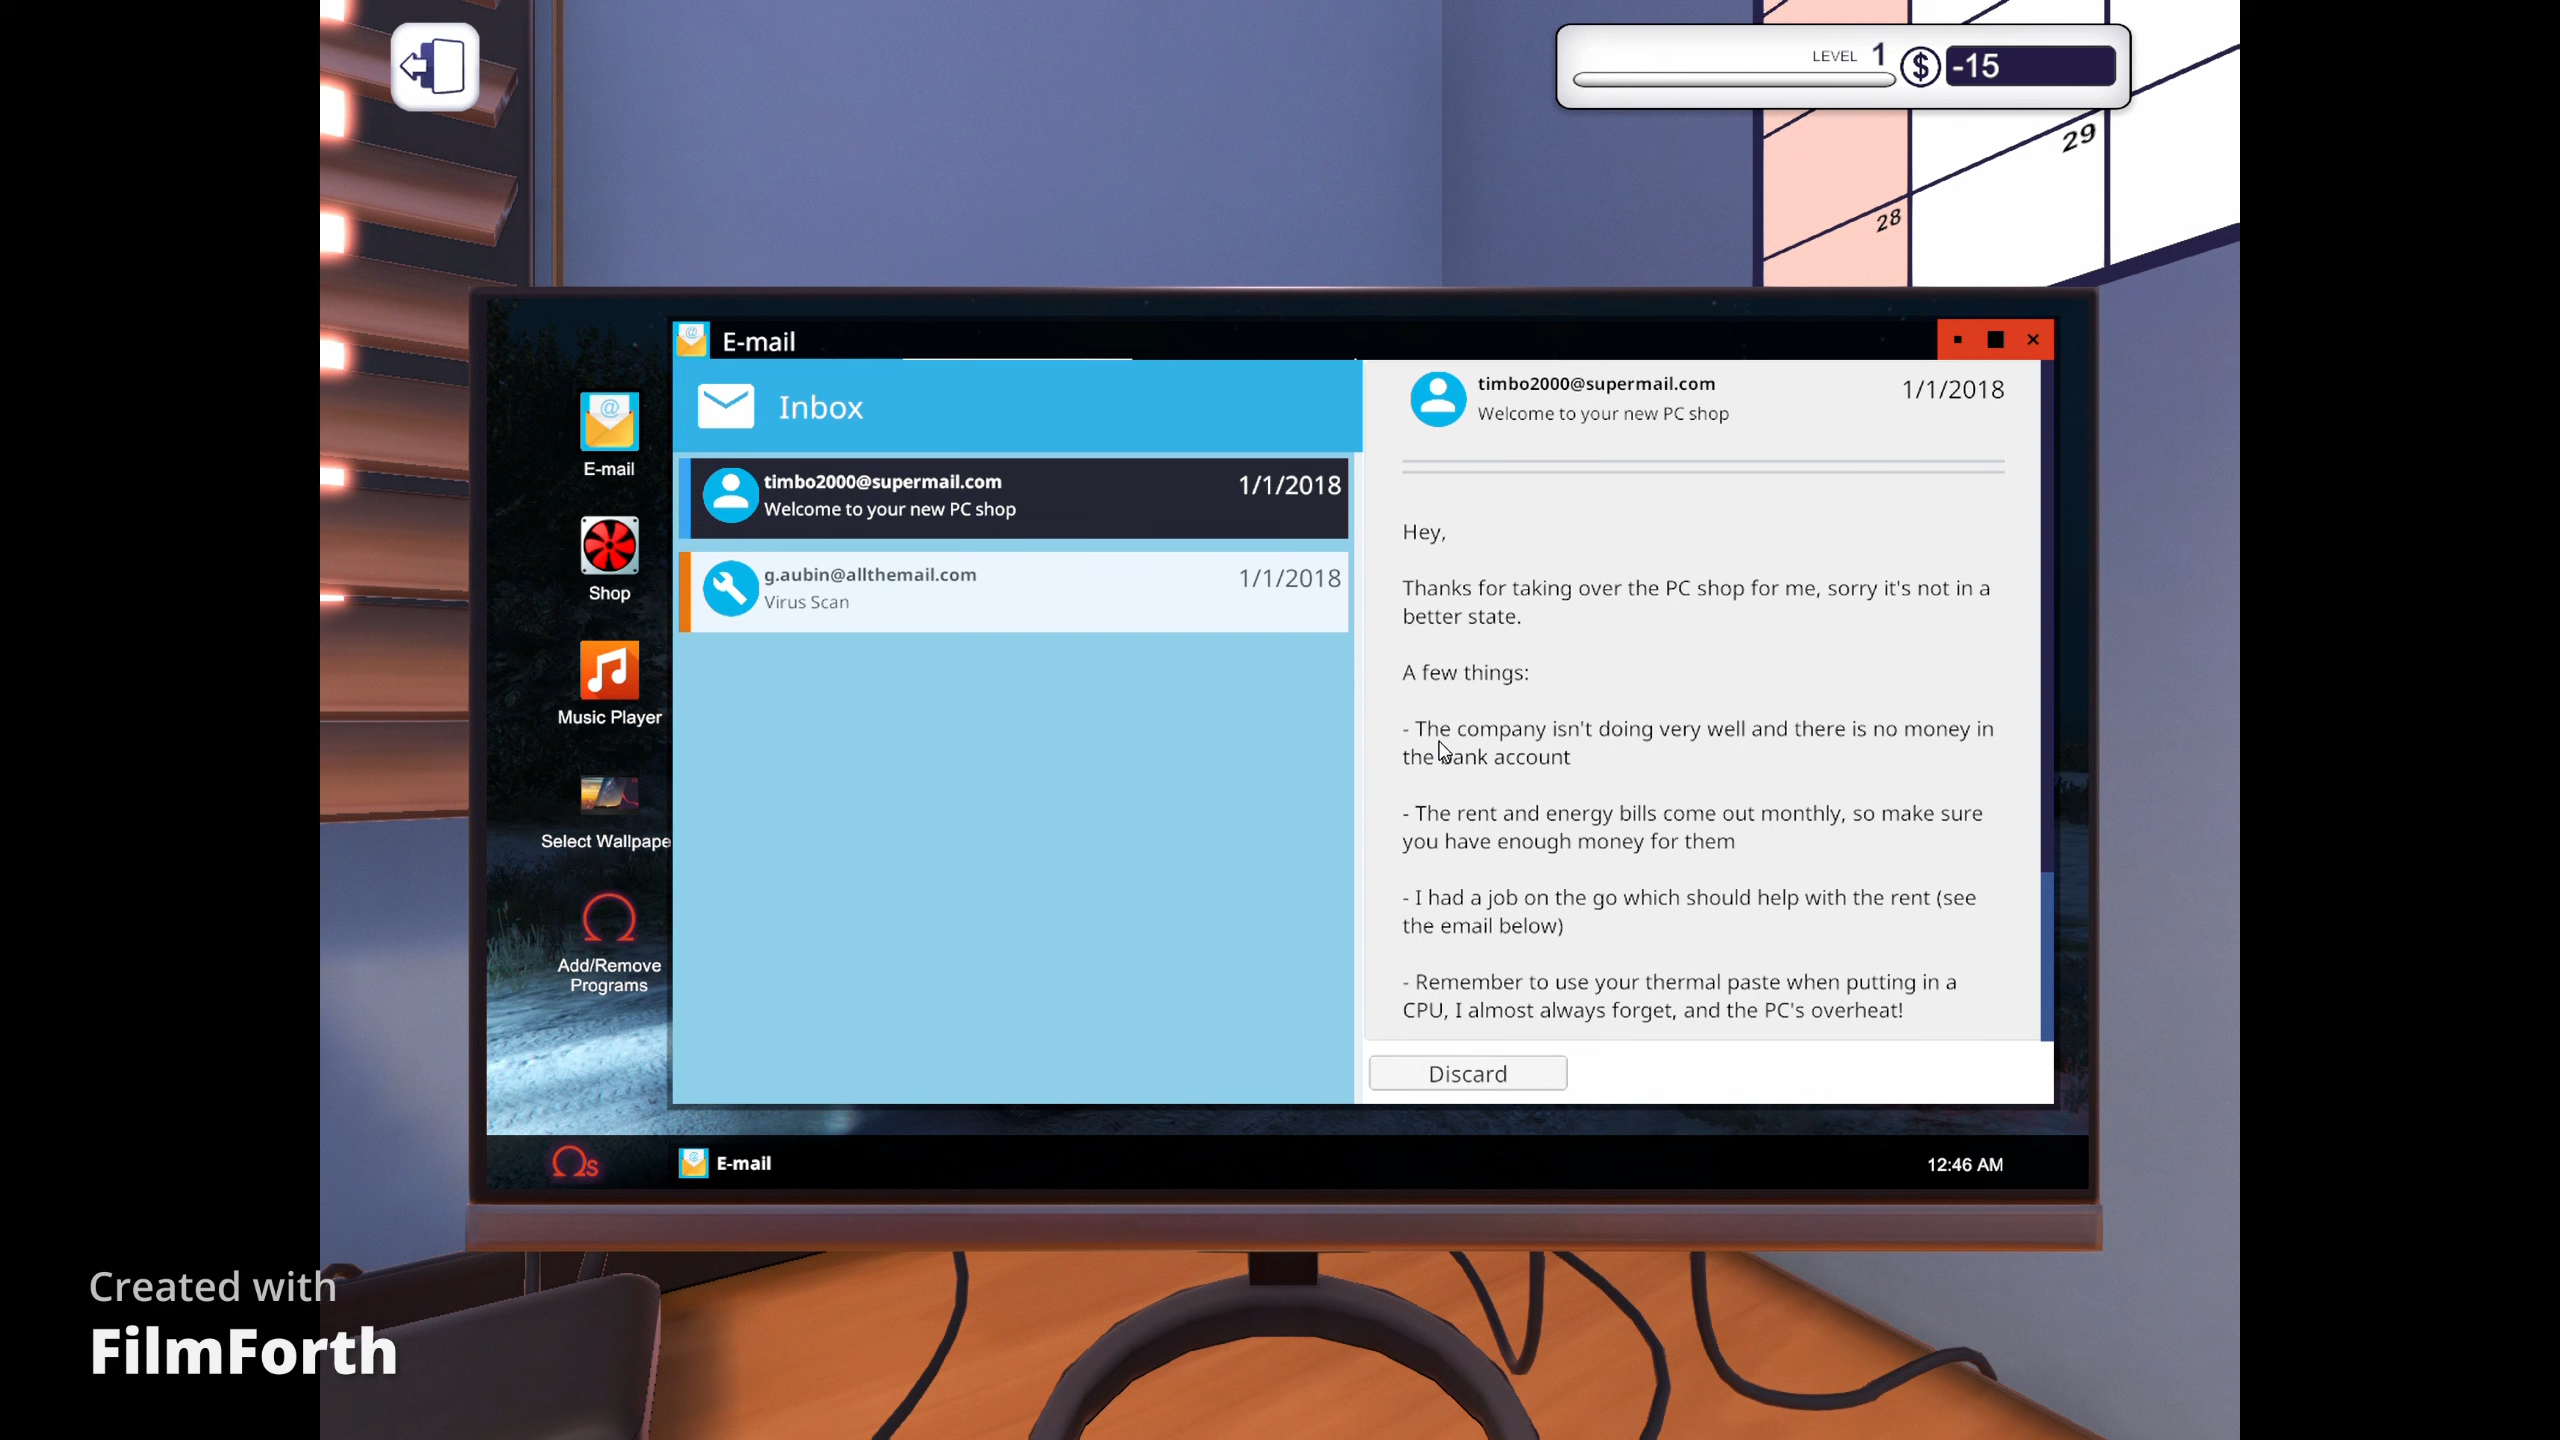 LEVEL 1 $ -15
29
28
E-mail
Inbox
timbo2000@supermail.com 1/1/2018
Welcome to your new PC shop
g.aubin@allthemail.com 1/1/2018
Virus Scan
timbo2000@supermail.com 1/1/2018
Welcome to your new PC shop
Hey,
Thanks for taking over the PC shop for me, sorry it's not in a
better state.
A few things:
- The company isn't doing very well and there is no money in
the bank account
- The rent and energy bills come out monthly, so make sure
you have enough money for them
- I had a job on the go which should help with the rent (see
the email below)
- Remember to use your thermal paste when putting in a
CPU, I almost always forget, and the PC's overheat!
Discard
E-mail
Shop
Music Player
Select Wallpape
Add/Remove
Programs
Ωs
E-mail
12:46 AM
Created with
FilmForth